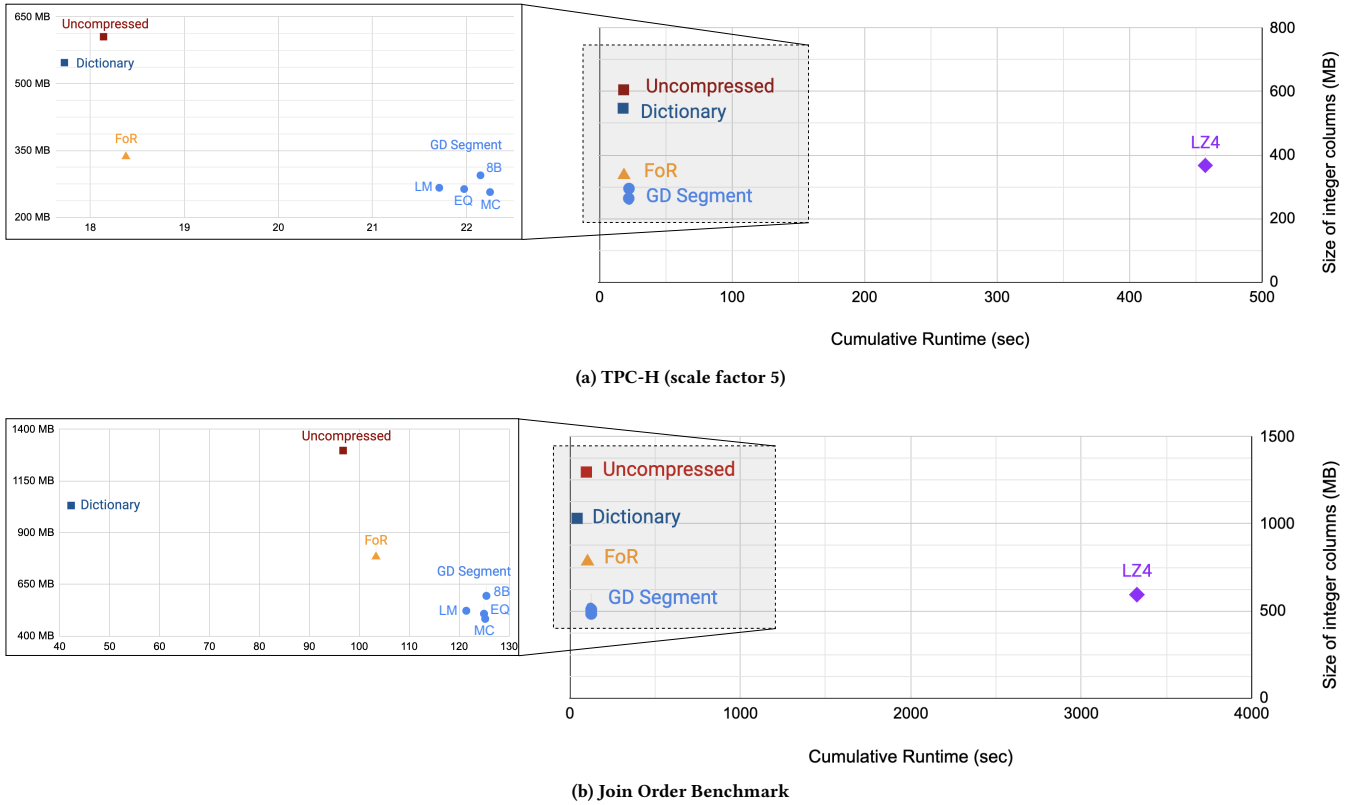 650 MB
500 MB
350 MB
200 MB
Uncompressed
Dictionary
FoR
GD Segment
8B
LM
EQ
MC
18 19 20 21 22
Uncompressed
Dictionary
FoR
GD Segment
LZ4
800
600
400
200
0
Size of integer columns (MB)
0 100 200 300 400 500
Cumulative Runtime (sec)
(a) TPC-H (scale factor 5)
1400 MB
1150 MB
900 MB
650 MB
400 MB
Uncompressed
Dictionary
FoR
GD Segment
8B
LM
EQ
MC
40 50 60 70 80 90 100 110 120 130
Uncompressed
Dictionary
FoR
GD Segment
LZ4
1500
1000
500
0
Size of integer columns (MB)
0 1000 2000 3000 4000
Cumulative Runtime (sec)
(b) Join Order Benchmark